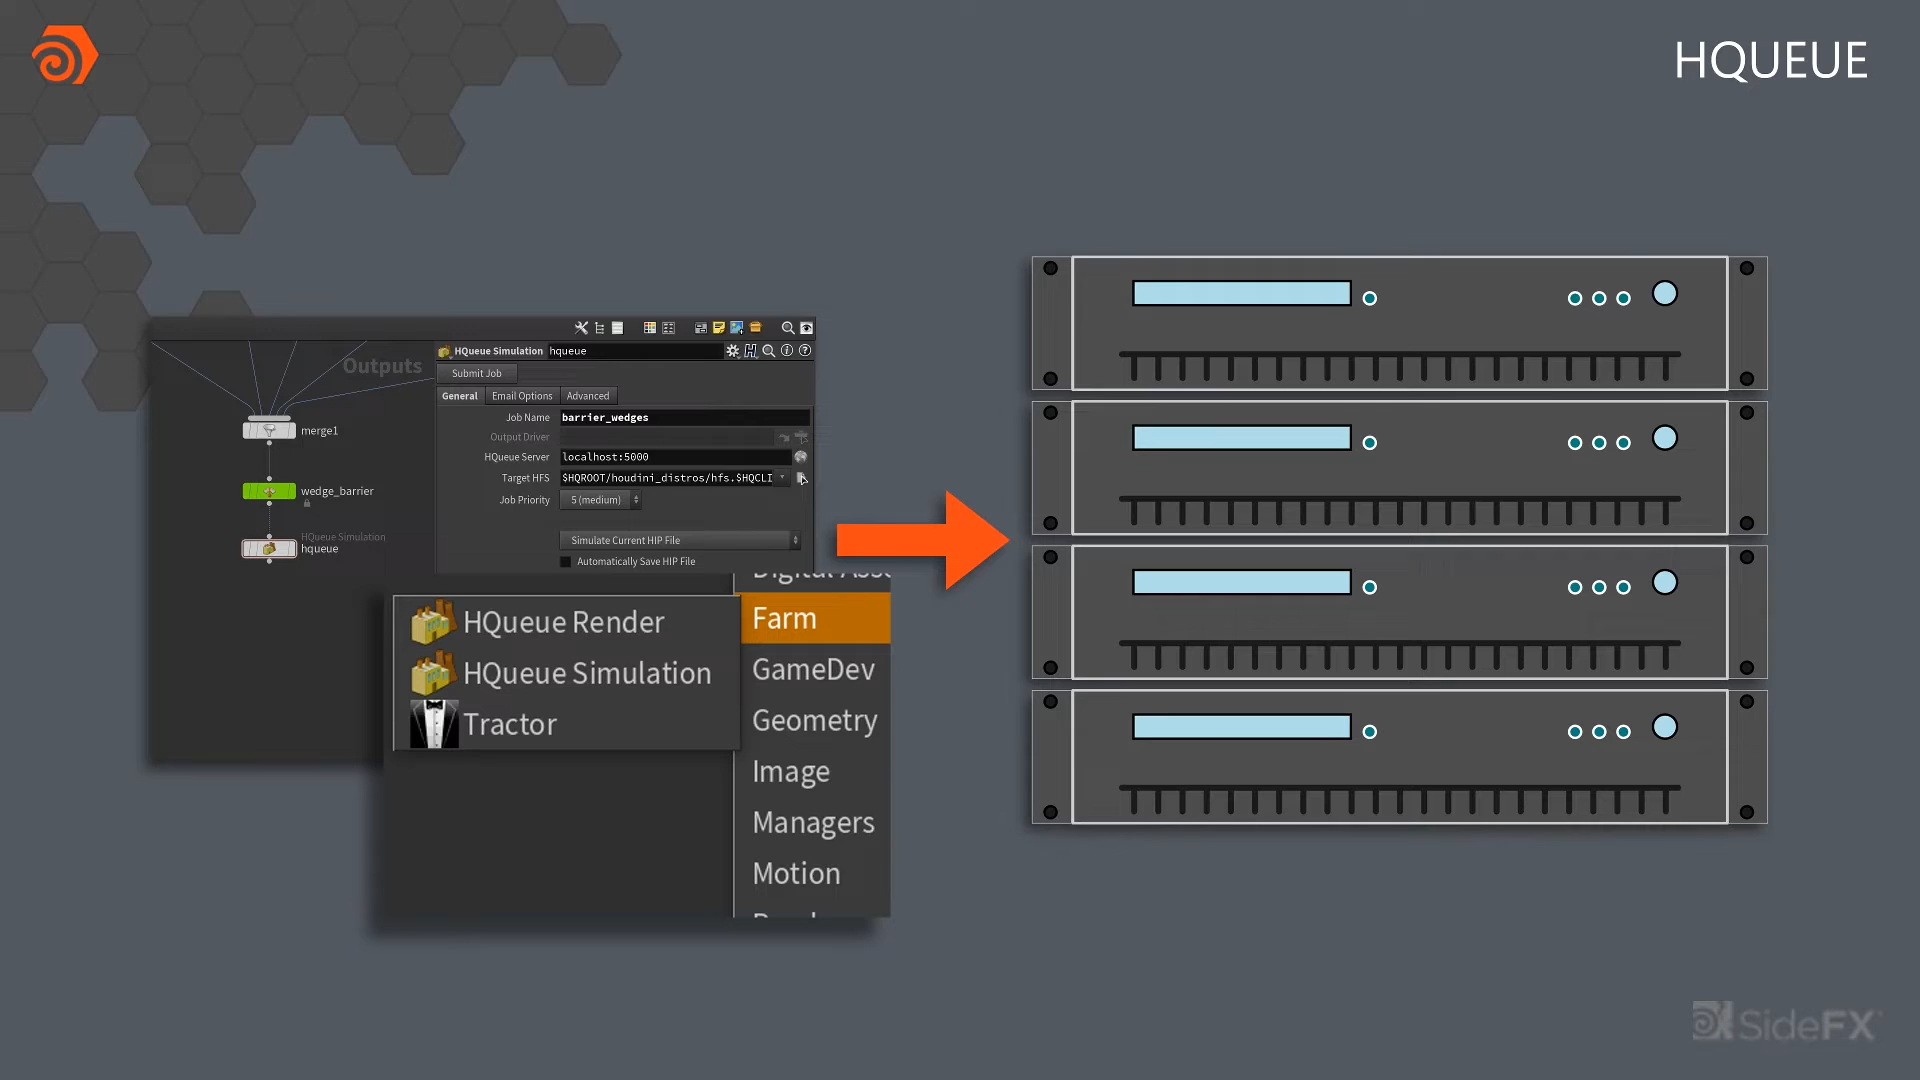 HQUEUE
Outputs
HQueue Simulation hqueue
Submit Job
General Email Options Advanced
Job Name barrier_wedges
Output Driver
HQueue Server localhost:5000
Target HFS $HQROOT/houdini_distros/hfs.$HQCLI
Job Priority 5 (medium)
Simulate Current HIP File
Automatically Save HIP File
merge1
wedge_barrier
HQueue Simulation
hqueue
HQueue Render
HQueue Simulation
Tractor
Farm
GameDev
Geometry
Image
Managers
Motion
SideFX